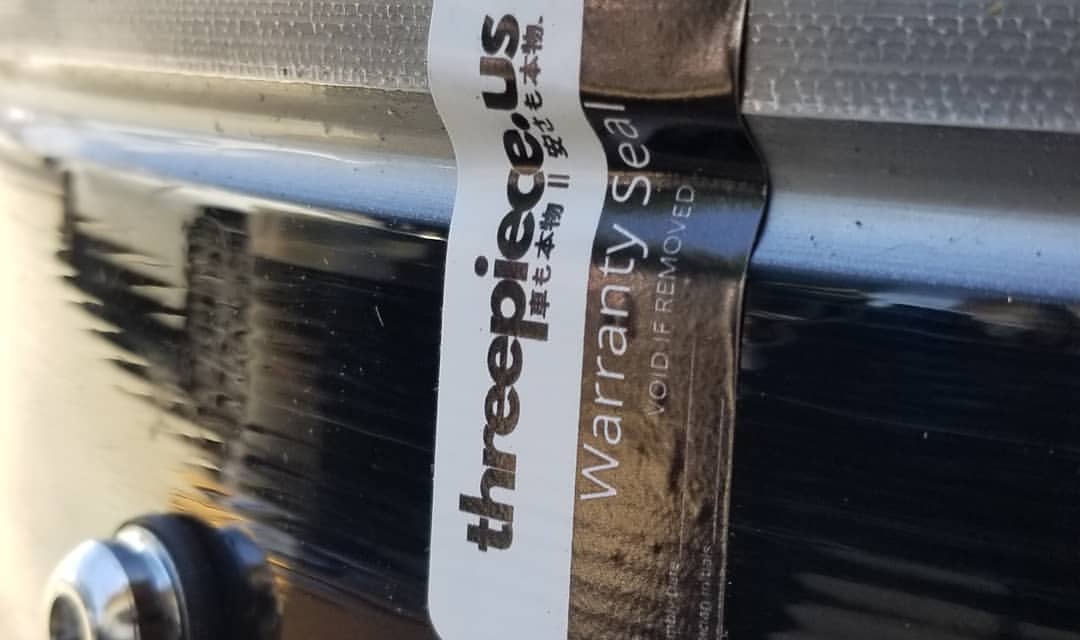 threepiece.us
車も本物 || 安さも本物.
Warranty Seal
VOID IF REMOVED